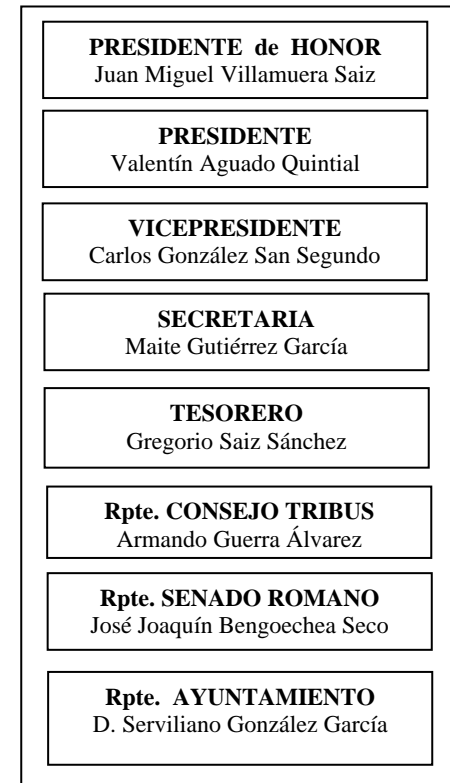 PRESIDENTE de HONOR
Juan Miguel Villamuera Saiz
PRESIDENTE
Valentín Aguado Quintial
VICEPRESIDENTE
Carlos González San Segundo
SECRETARIA
Maite Gutiérrez García
TESORERO
Gregorio Saiz Sánchez
Rpte. CONSEJO TRIBUS
Armando Guerra Álvarez
Rpte. SENADO ROMANO
José Joaquín Bengoechea Seco
Rpte. AYUNTAMIENTO
D. Serviliano González García